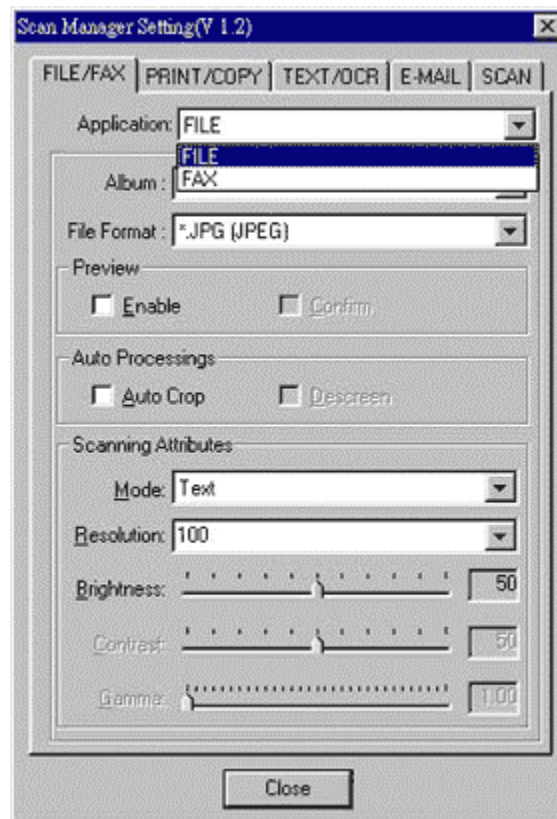 Scan Manager Setting(V 1.2)
FILE/FAX PRINT/COPY TEXT/OCR E-MAIL SCAN
Application: FILE
FILE
Album : FAX
File Format : *.JPG (JPEG)
Preview
Enable Confirm
Auto Processings
Auto Crop Descreen
Scanning Attributes
Mode: Text
Resolution: 100
Brightness: 50
Contrast: 50
Gamma: 1.00
Close